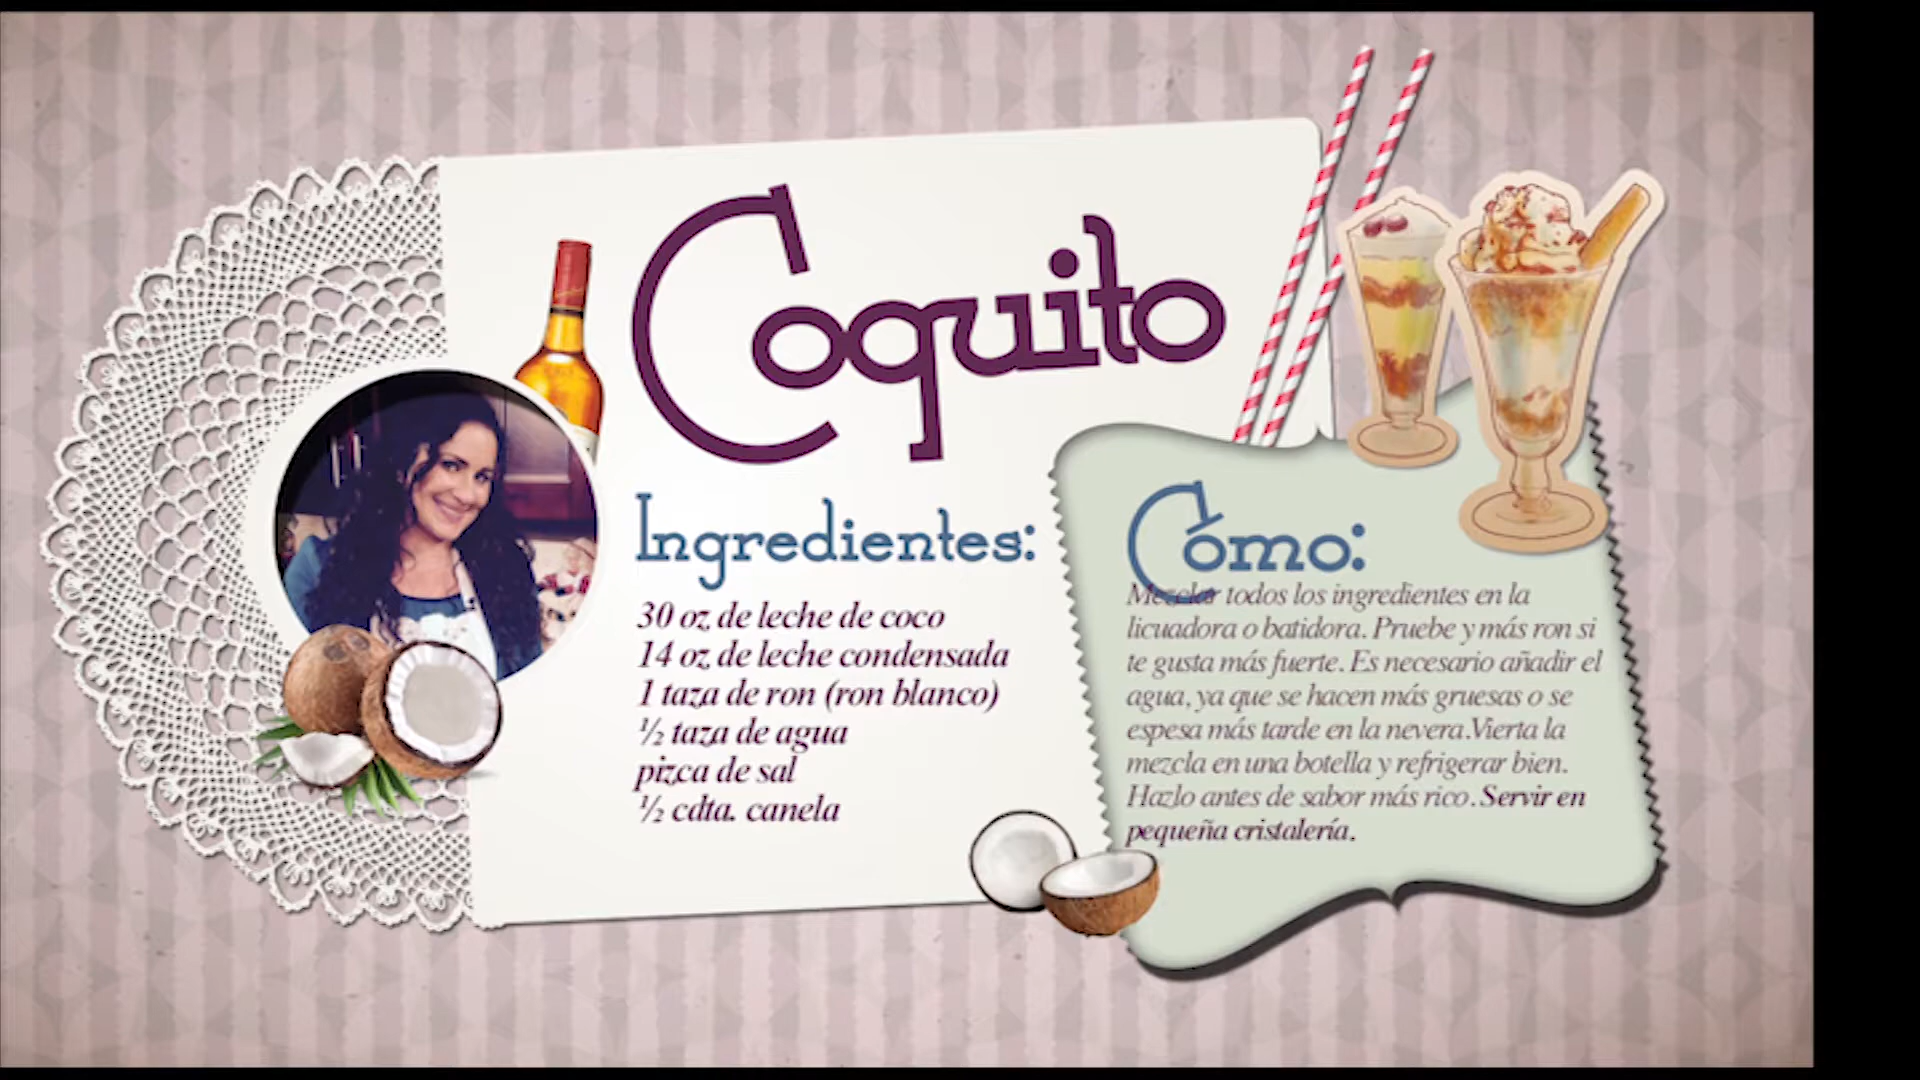 Coquito
Ingredientes:
30 oz de leche de coco
14 oz de leche condensada
1 taza de ron (ron blanco)
½ taza de agua
pizca de sal
½ cdta. canela
Cómo:
Mezclar todos los ingredientes en la
licuadora o batidora. Pruebe y más ron si
te gusta más fuerte. Es necesario añadir el
agua, ya que se hacen más gruesas o se
espesa más tarde en la nevera.Vierta la
mezcla en una botella y refrigerar bien.
Hazlo antes de sabor más rico. Servir en
pequeña cristalería.